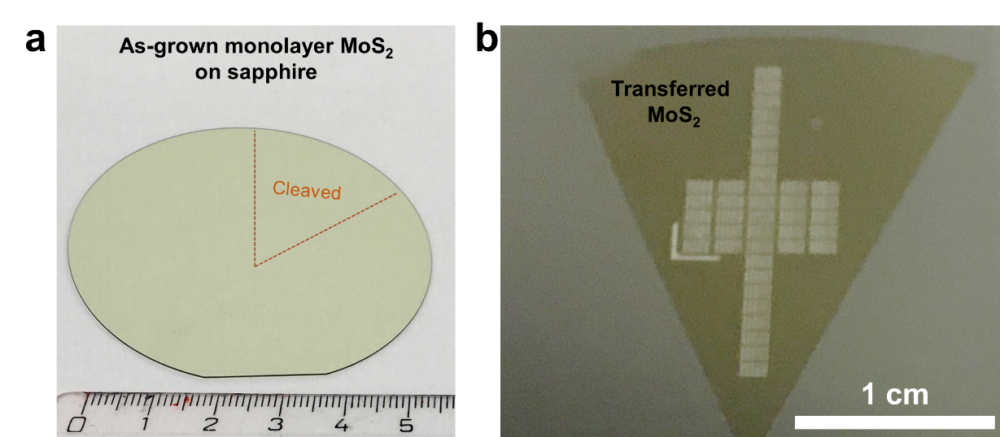 a
As-grown monolayer MoS₂
on sapphire
Cleaved
0 1 2 3 4 5
b
Transferred
MoS₂
1 cm